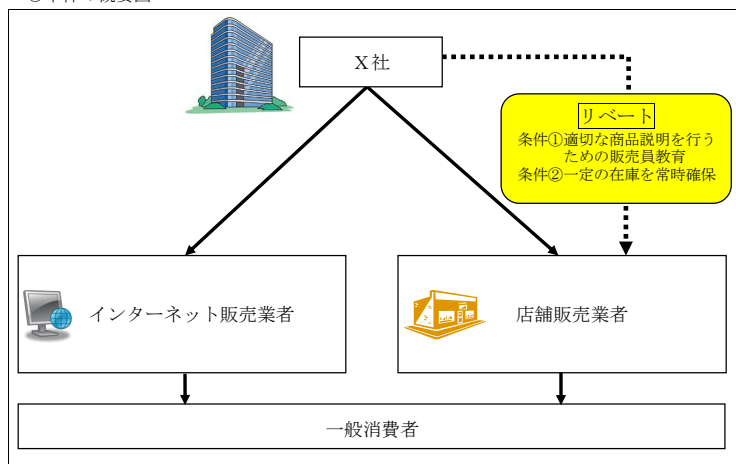 X社
リベート
条件①適切な商品説明を行う
ための販売員教育
条件②一定の在庫を常時確保
インターネット販売業者
店舗販売業者
一般消費者